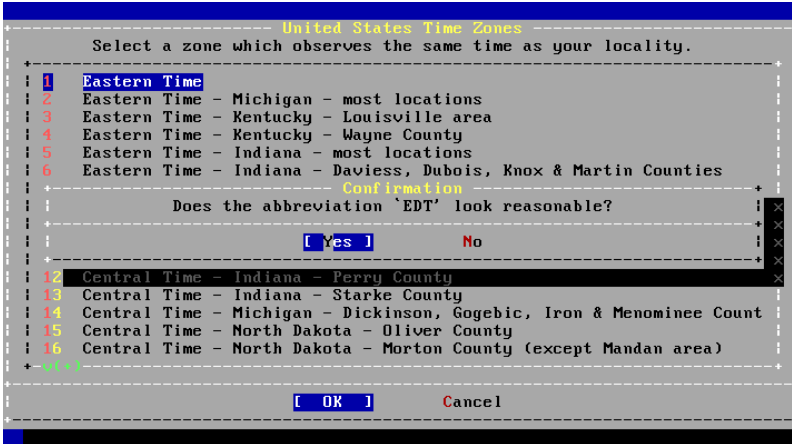 United States Time Zones
Select a zone which observes the same time as your locality.
1 Eastern Time
2 Eastern Time - Michigan - most locations
3 Eastern Time - Kentucky - Louisville area
4 Eastern Time - Kentucky - Wayne County
5 Eastern Time - Indiana - most locations
6 Eastern Time - Indiana - Daviess, Dubois, Knox & Martin Counties
Confirmation
Does the abbreviation `EDT' look reasonable?
[ Yes ] No
12 Central Time - Indiana - Perry County
13 Central Time - Indiana - Starke County
14 Central Time - Michigan - Dickinson, Gogebic, Iron & Menominee Count
15 Central Time - North Dakota - Oliver County
16 Central Time - North Dakota - Morton County (except Mandan area)
v(+)
[ OK ] Cancel